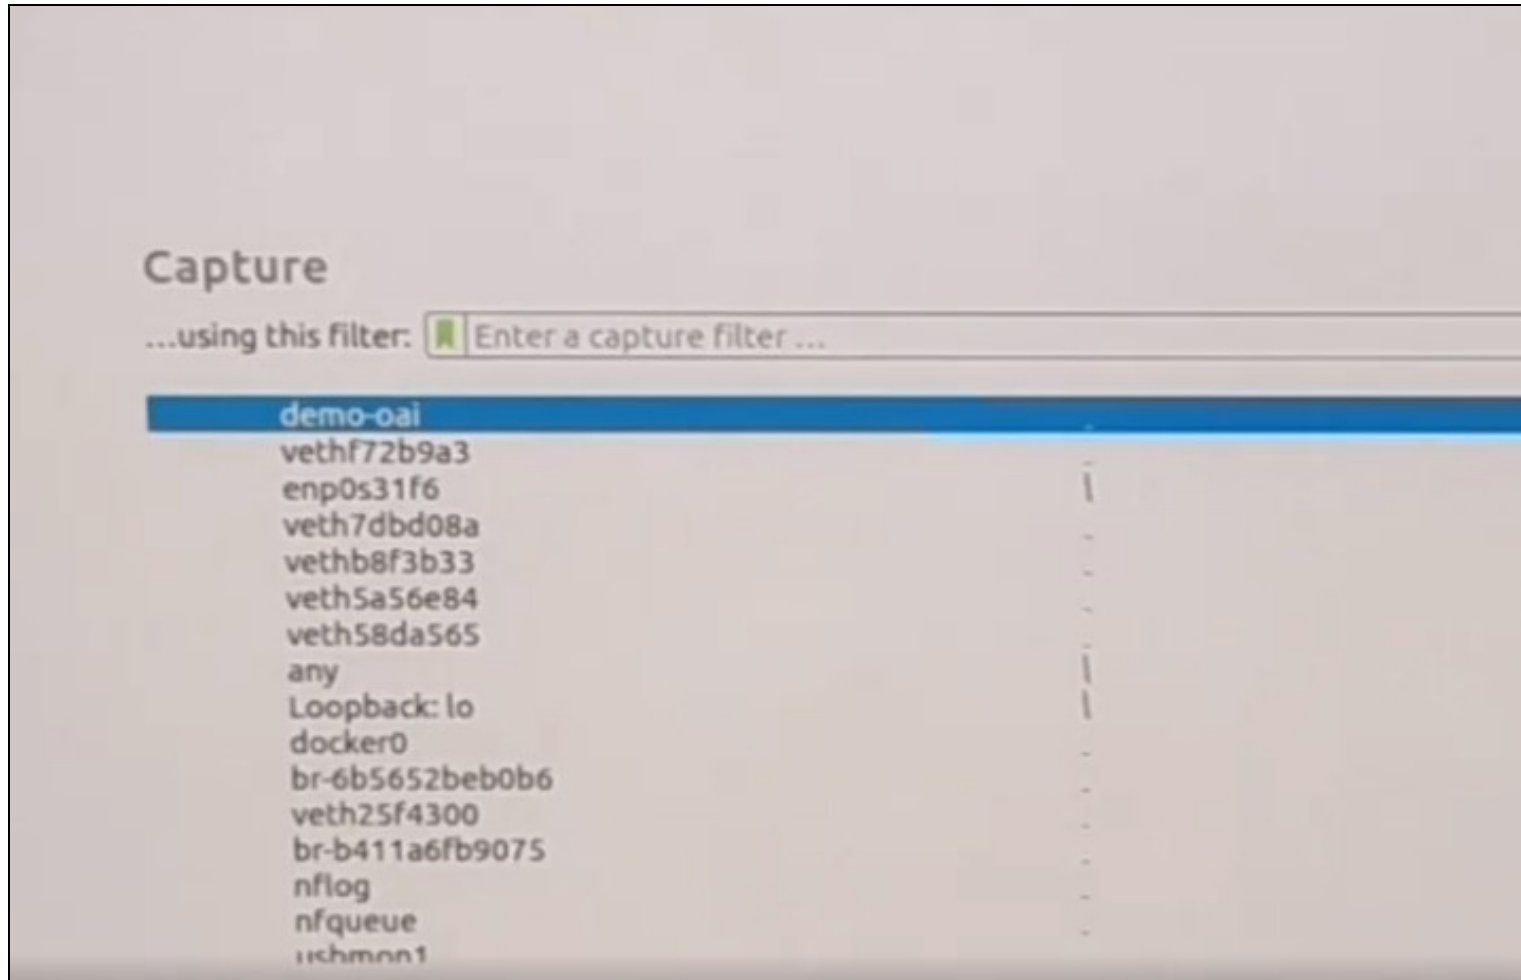 Capture
...using this filter: Enter a capture filter ...
demo-oai
vethf72b9a3
enp0s31f6
veth7dbd08a
vethb8f3b33
veth5a56e84
veth58da565
any
Loopback: lo
docker0
br-6b5652beb0b6
veth25f4300
br-b411a6fb9075
nflog
nfqueue
usbmon1